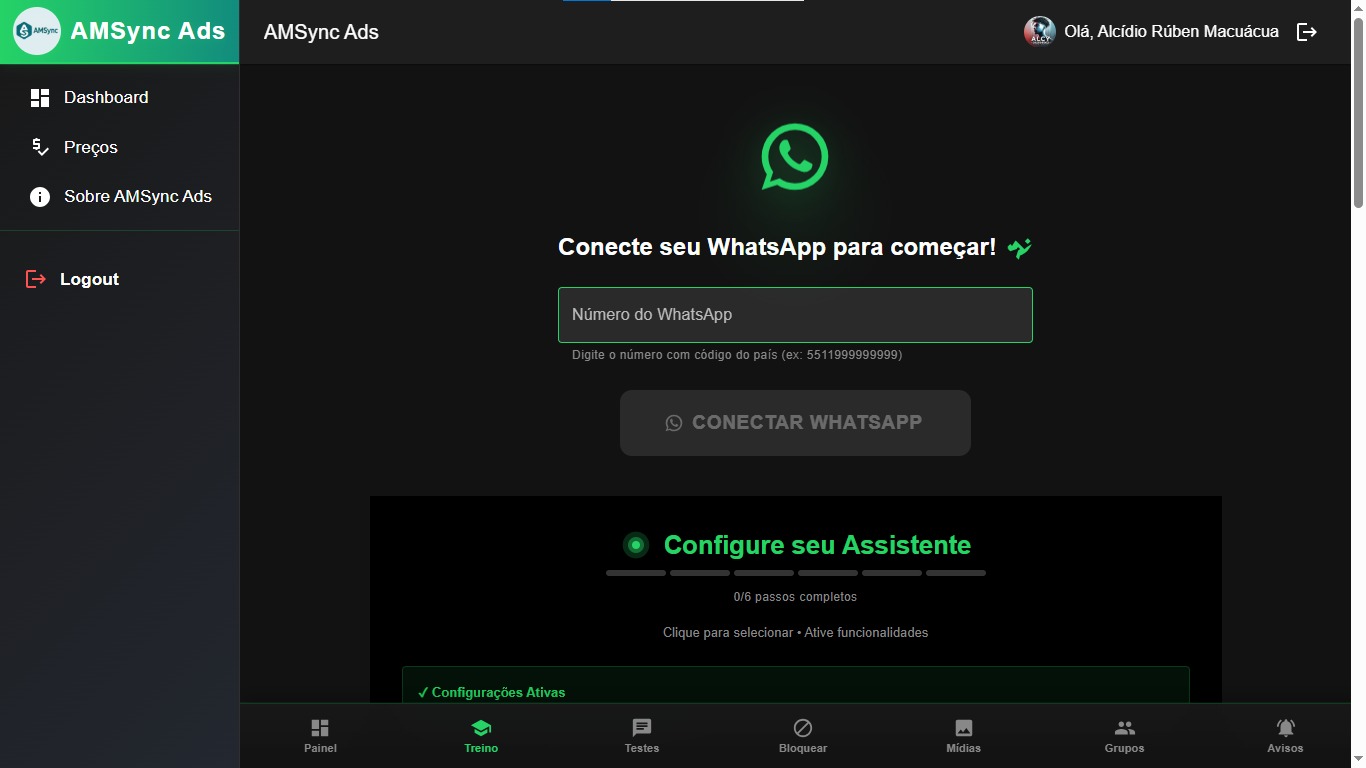 AMSync
AMSync Ads
AMSync Ads
Olá, Alcídio Rúben Macuácua
Dashboard
Preços
Sobre AMSync Ads
Logout
Conecte seu WhatsApp para começar!
Número do WhatsApp
Digite o número com código do país (ex: 5511999999999)
CONECTAR WHATSAPP
Configure seu Assistente
0/6 passos completos
Clique para selecionar • Ative funcionalidades
✓ Configurações Ativas
Painel
Treino
Testes
Bloquear
Mídias
Grupos
Avisos